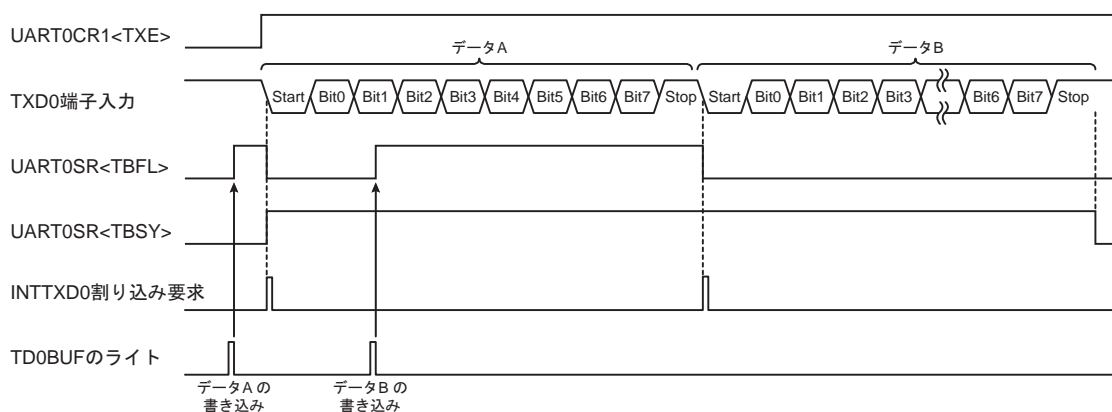 UART0CR1<TXE>
データA
データB
TXD0端子入力
Start Bit0 Bit1 Bit2 Bit3 Bit4 Bit5 Bit6 Bit7 Stop Start Bit0 Bit1 Bit2 Bit3 Bit6 Bit7 Stop
UART0SR<TBFL>
UART0SR<TBSY>
INTTXD0割り込み要求
TD0BUFのライト
データA の
書き込み
データB の
書き込み